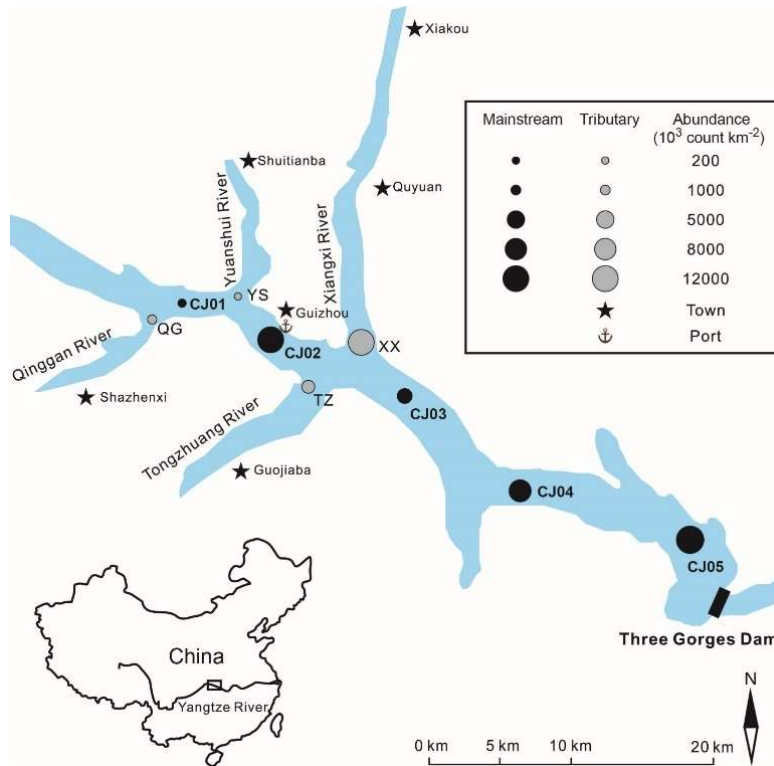 Xiakou
Mainstream Tributary Abundance
(10³ count km⁻²)
200
1000
5000
8000
12000
Town
Port
Shuitianba
Quyuan
Yuanshui River
Xiangxi River
CJ01
YS
Guizhou
QG
CJ02
XX
Qinggan River
TZ
CJ03
Shazhenxi
Tongzhuang River
Guojiaba
CJ04
CJ05
Three Gorges Dam
China
Yangtze River
N
0 km 5 km 10 km 20 km